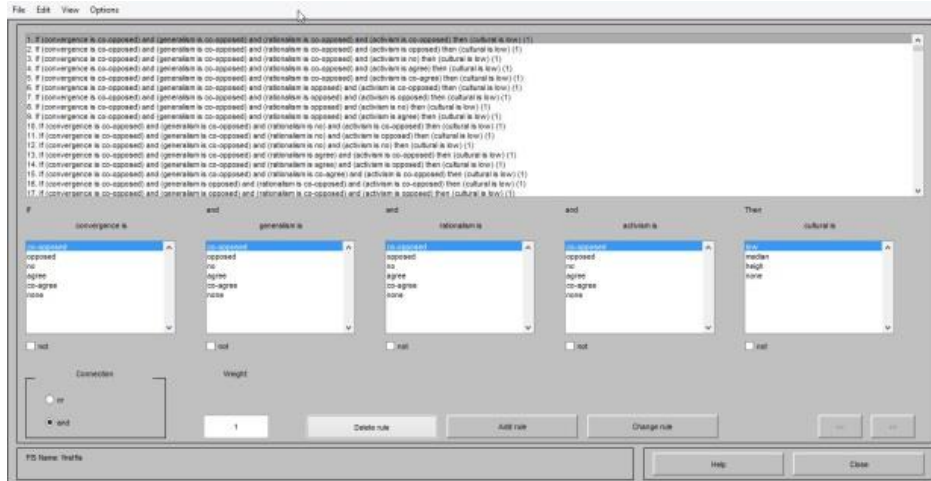 File Edit View Options
1. If (convergence is co-opposed) and (generalism is co-opposed) and (rationalism is co-opposed) and (activism is co-opposed) then (cultural is low) (1)
2. If (convergence is co-opposed) and (generalism is co-opposed) and (rationalism is co-opposed) and (activism is opposed) then (cultural is low) (1)
3. If (convergence is co-opposed) and (generalism is co-opposed) and (rationalism is co-opposed) and (activism is no) then (cultural is low) (1)
4. If (convergence is co-opposed) and (generalism is co-opposed) and (rationalism is co-opposed) and (activism is agree) then (cultural is low) (1)
5. If (convergence is co-opposed) and (generalism is co-opposed) and (rationalism is co-opposed) and (activism is co-agree) then (cultural is low) (1)
6. If (convergence is co-opposed) and (generalism is co-opposed) and (rationalism is opposed) and (activism is co-opposed) then (cultural is low) (1)
7. If (convergence is co-opposed) and (generalism is co-opposed) and (rationalism is opposed) and (activism is opposed) then (cultural is low) (1)
8. If (convergence is co-opposed) and (generalism is co-opposed) and (rationalism is opposed) and (activism is no) then (cultural is low) (1)
9. If (convergence is co-opposed) and (generalism is co-opposed) and (rationalism is opposed) and (activism is agree) then (cultural is low) (1)
10. If (convergence is co-opposed) and (generalism is co-opposed) and (rationalism is no) and (activism is co-opposed) then (cultural is low) (1)
11. If (convergence is co-opposed) and (generalism is co-opposed) and (rationalism is no) and (activism is opposed) then (cultural is low) (1)
12. If (convergence is co-opposed) and (generalism is co-opposed) and (rationalism is no) and (activism is no) then (cultural is low) (1)
13. If (convergence is co-opposed) and (generalism is co-opposed) and (rationalism is agree) and (activism is co-opposed) then (cultural is low) (1)
14. If (convergence is co-opposed) and (generalism is co-opposed) and (rationalism is agree) and (activism is opposed) then (cultural is low) (1)
15. If (convergence is co-opposed) and (generalism is co-opposed) and (rationalism is co-agree) and (activism is co-opposed) then (cultural is low) (1)
16. If (convergence is co-opposed) and (generalism is opposed) and (rationalism is co-opposed) and (activism is co-opposed) then (cultural is low) (1)
17. If (convergence is co-opposed) and (generalism is opposed) and (rationalism is co-opposed) and (activism is opposed) then (cultural is low) (1)
If and and and Then
convergence is generalism is rationalism is activism is cultural is
co-opposed co-opposed co-opposed co-opposed low
opposed opposed opposed opposed median
no no no no heigh
agree agree agree agree none
co-agree co-agree co-agree co-agree
none none none none
not not not not not
Connection Weight
or
and 1 Delete rule Add rule Change rule << >>
FIS Name: firstfis Help Close